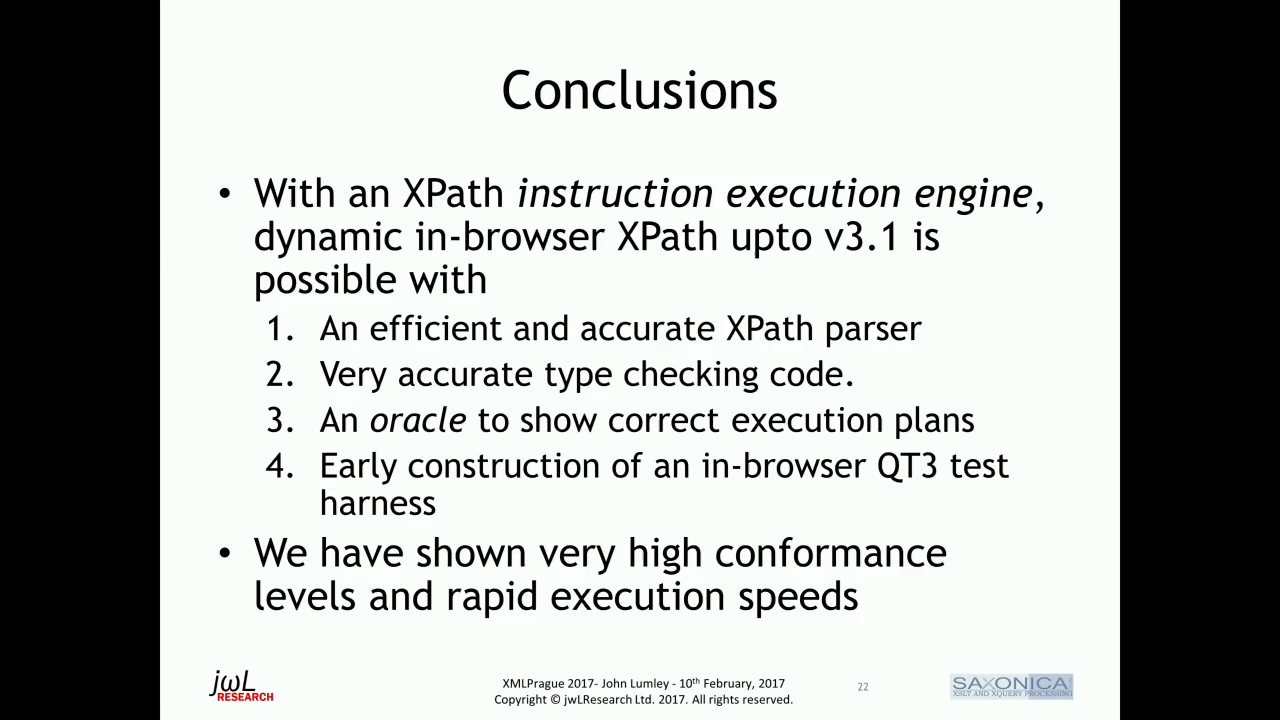 Conclusions
• With an XPath instruction execution engine,
dynamic in-browser XPath upto v3.1 is
possible with
1. An efficient and accurate XPath parser
2. Very accurate type checking code.
3. An oracle to show correct execution plans
4. Early construction of an in-browser QT3 test
harness
• We have shown very high conformance
levels and rapid execution speeds
jωL
RESEARCH
XMLPrague 2017- John Lumley - 10th February, 2017
Copyright © jwLResearch Ltd. 2017. All rights reserved.
22
SAXONICA
XSLT AND XQUERY PROCESSING